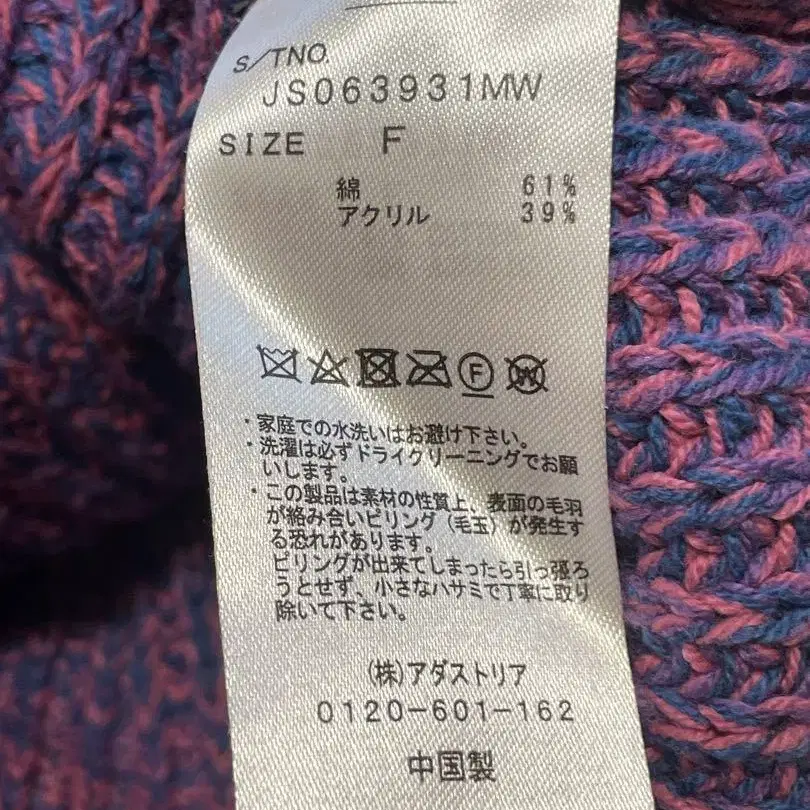 S/TNO.
JS063931MW
SIZE F
綿 61%
アクリル 39%
F W
・家庭での水洗いはお避け下さい。
・洗濯は必ずドライクリーニングでお願
いします。
・この製品は素材の性質上、表面の毛羽
が絡み合いピリング（毛玉）が発生す
る恐れがあります。
ピリングが出来てしまったら引っ張ろ
うとせず、小さなハサミで丁寧に取り
除いて下さい。
(株)アダストリア
0120-601-162
中国製